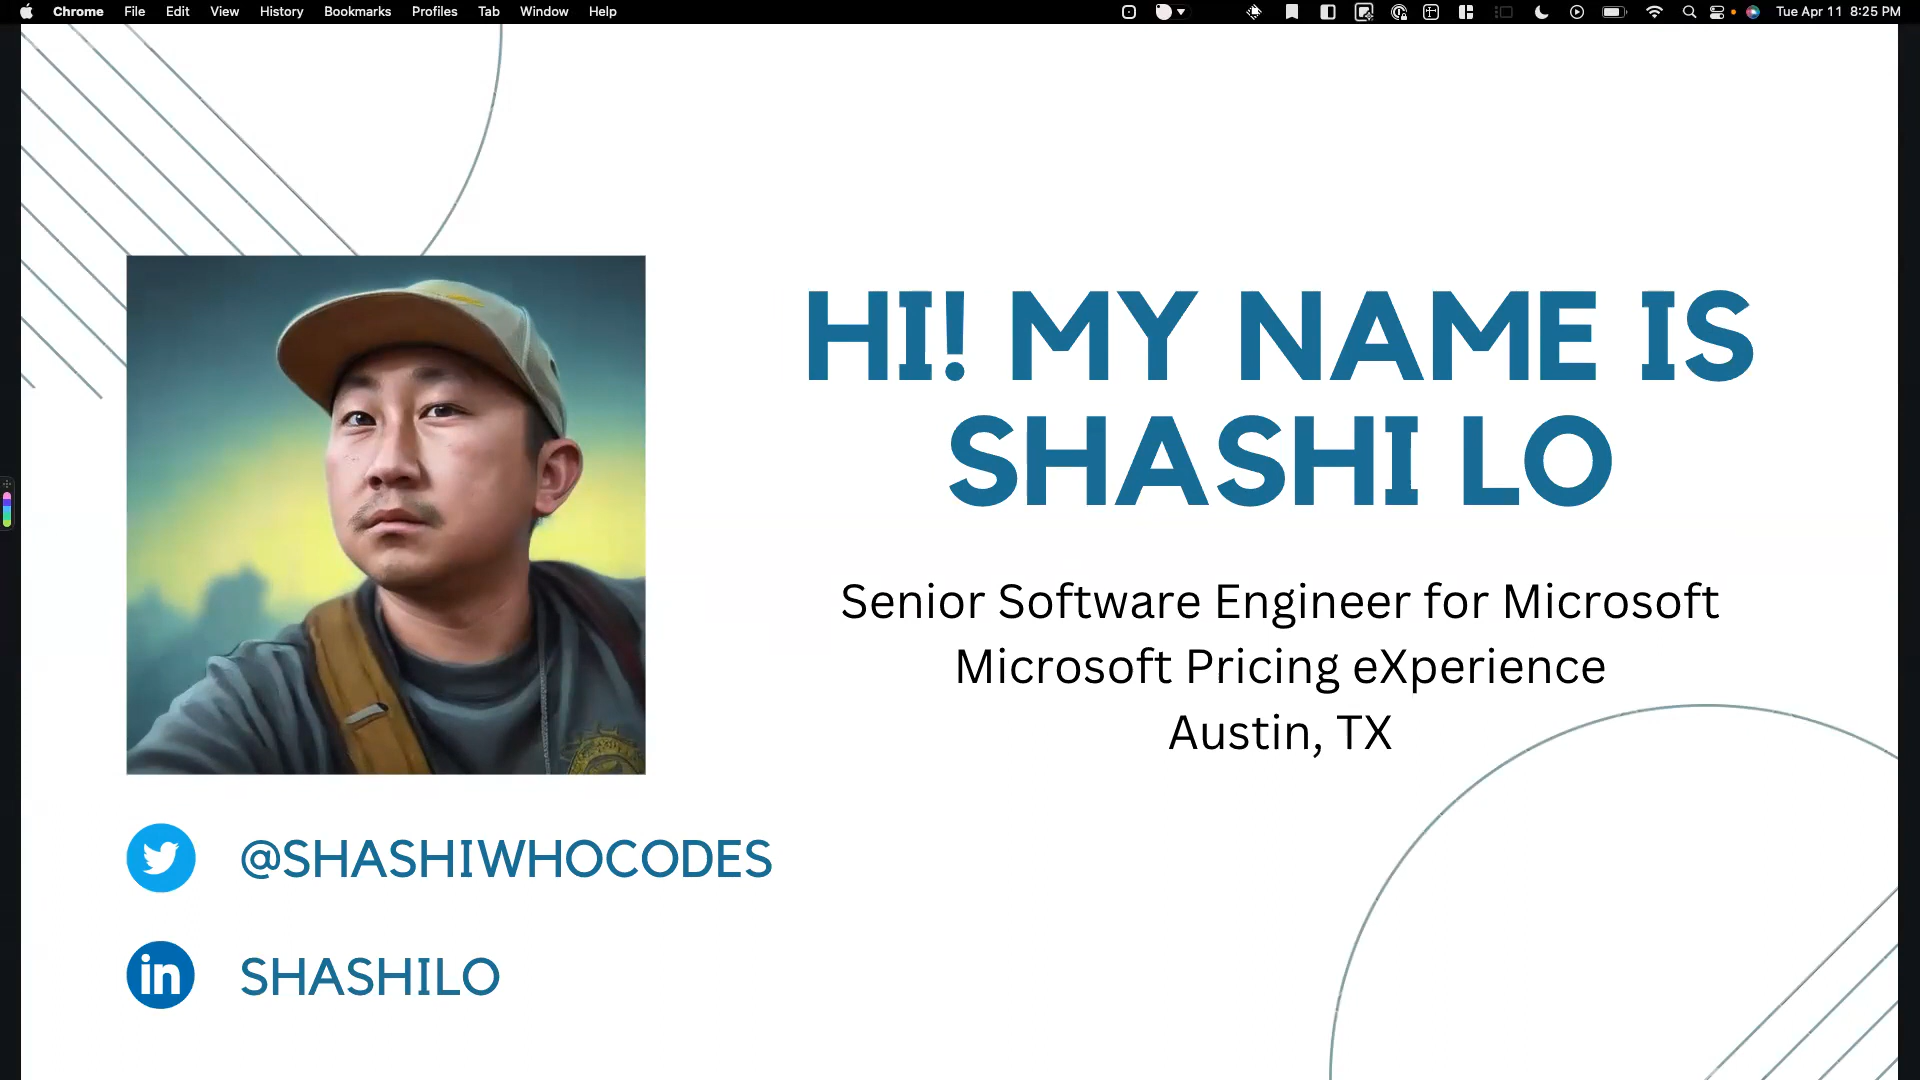 Chrome File Edit View History Bookmarks Profiles Tab Window Help Tue Apr 11 8:25 PM
HI! MY NAME IS
SHASHI LO
Senior Software Engineer for Microsoft
Microsoft Pricing eXperience
Austin, TX
@SHASHIWHOCODES
in SHASHILO